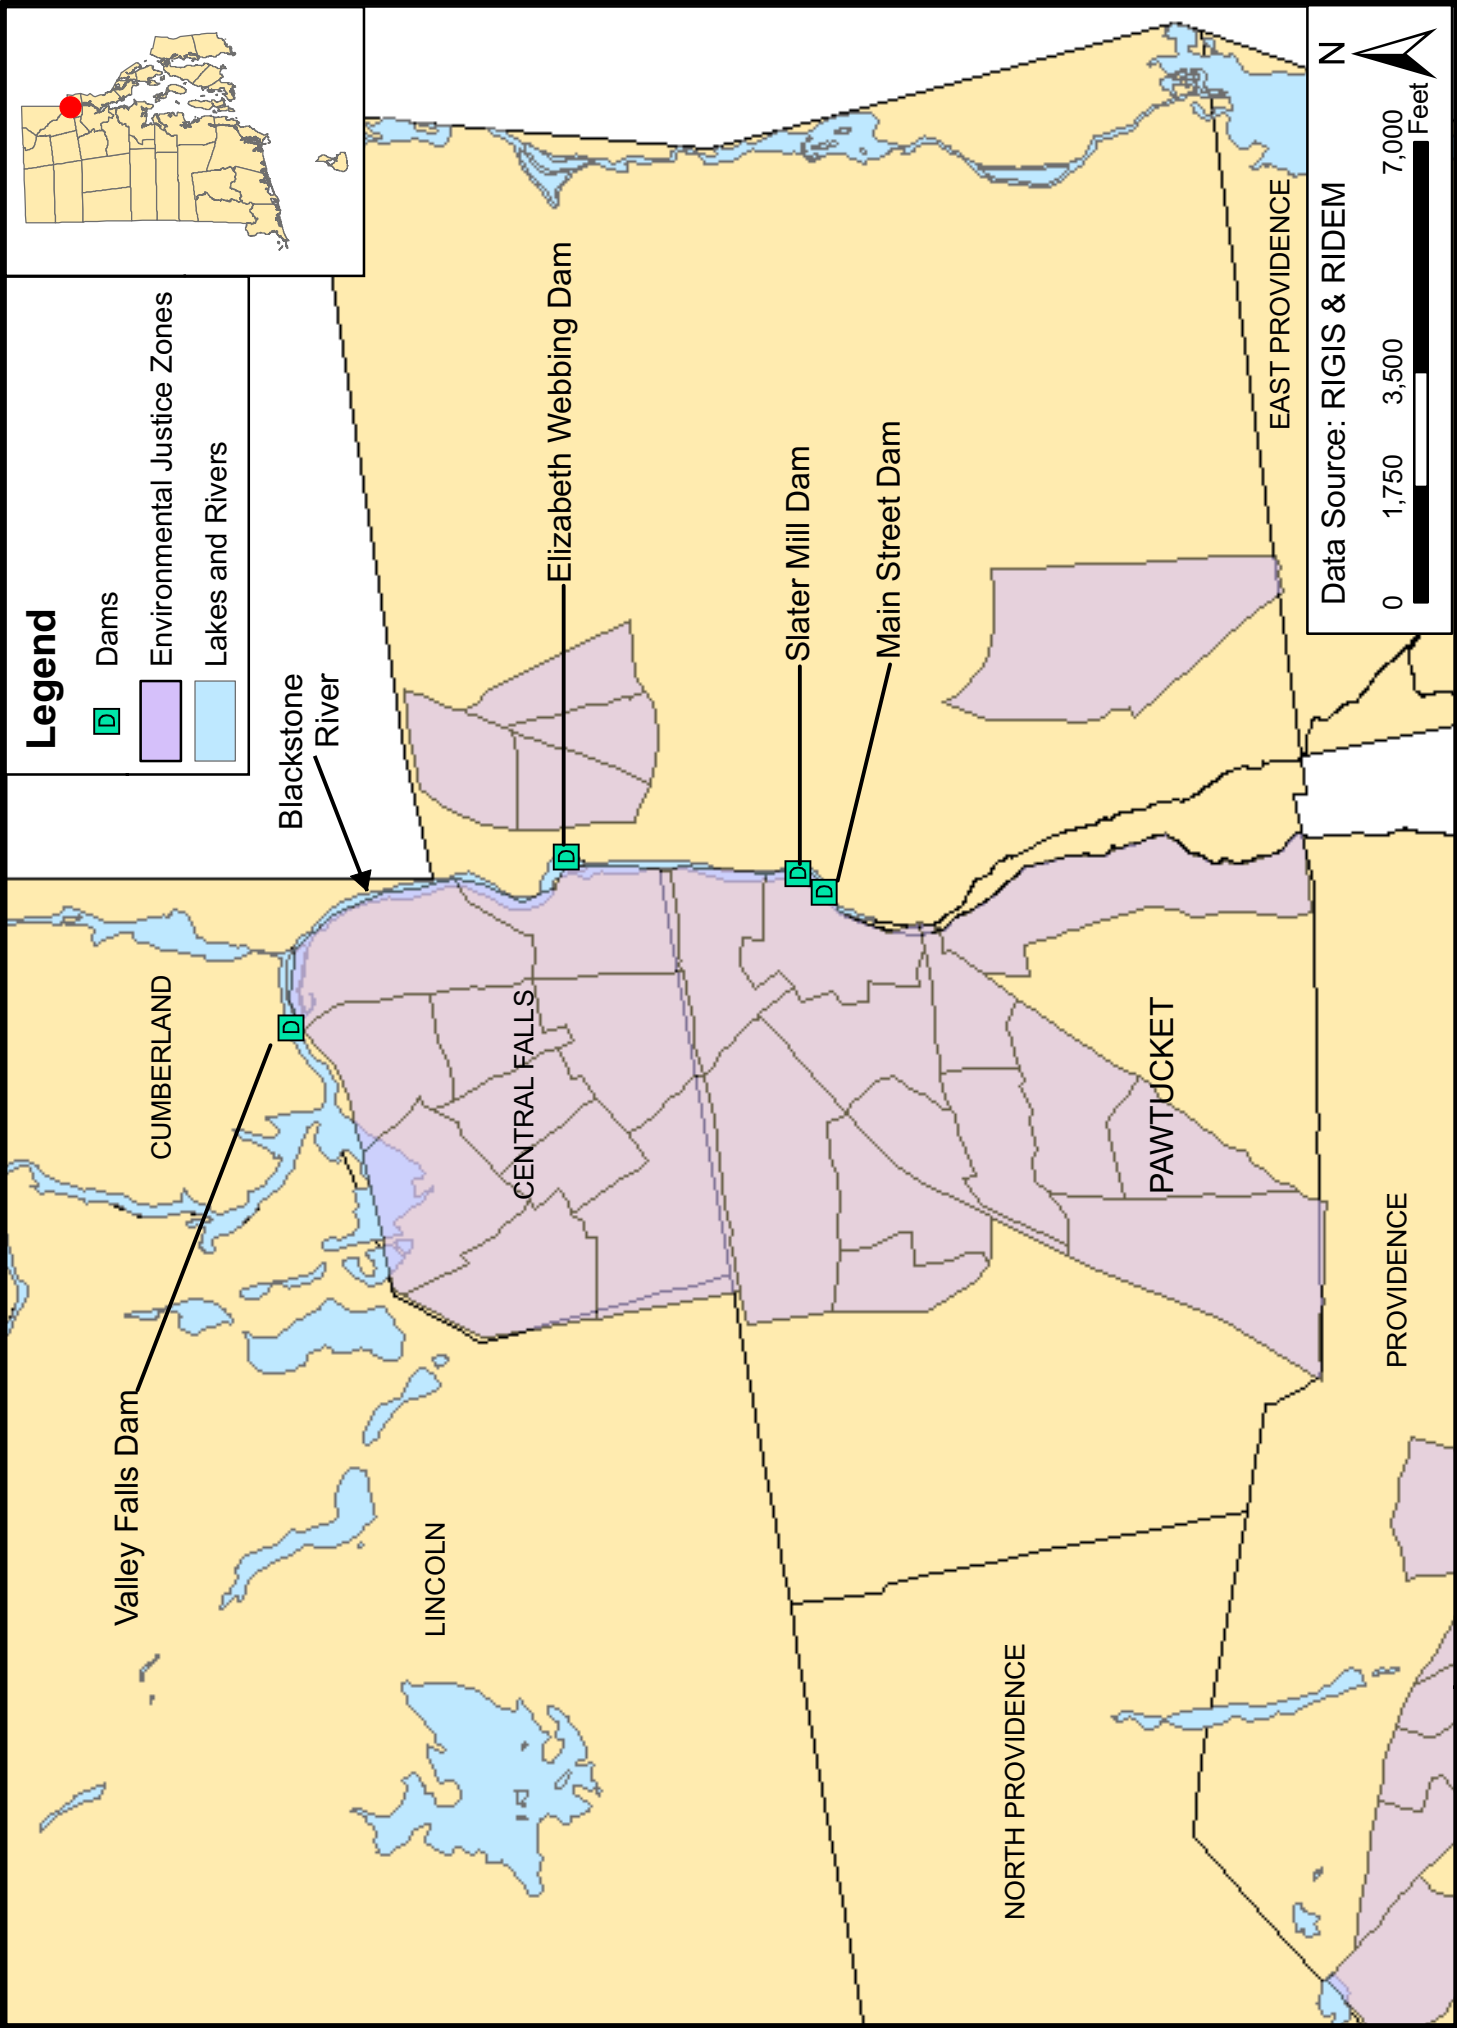 Legend
Dams
Environmental Justice Zones
Lakes and Rivers
D
Blackstone
River
CUMBERLAND
Valley Falls Dam
D
CENTRAL FALLS
Elizabeth Webbing Dam
D
LINCOLN
Slater Mill Dam
D
Main Street Dam
D
PAWTUCKET
NORTH PROVIDENCE
EAST PROVIDENCE
PROVIDENCE
Data Source: RIGIS & RIDEM
0 1,750 3,500 7,000
Feet
N